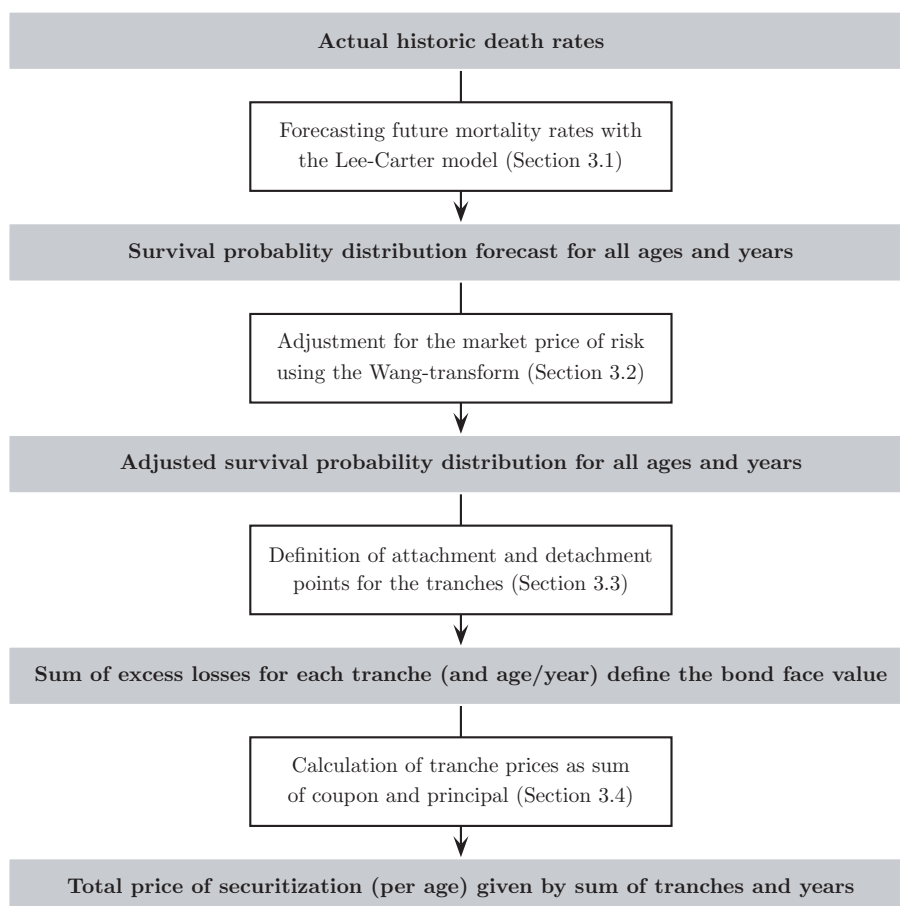 Actual historic death rates
Forecasting future mortality rates with
the Lee-Carter model (Section 3.1)
Survival probablity distribution forecast for all ages and years
Adjustment for the market price of risk
using the Wang-transform (Section 3.2)
Adjusted survival probability distribution for all ages and years
Definition of attachment and detachment
points for the tranches (Section 3.3)
Sum of excess losses for each tranche (and age/year) define the bond face value
Calculation of tranche prices as sum
of coupon and principal (Section 3.4)
Total price of securitization (per age) given by sum of tranches and years